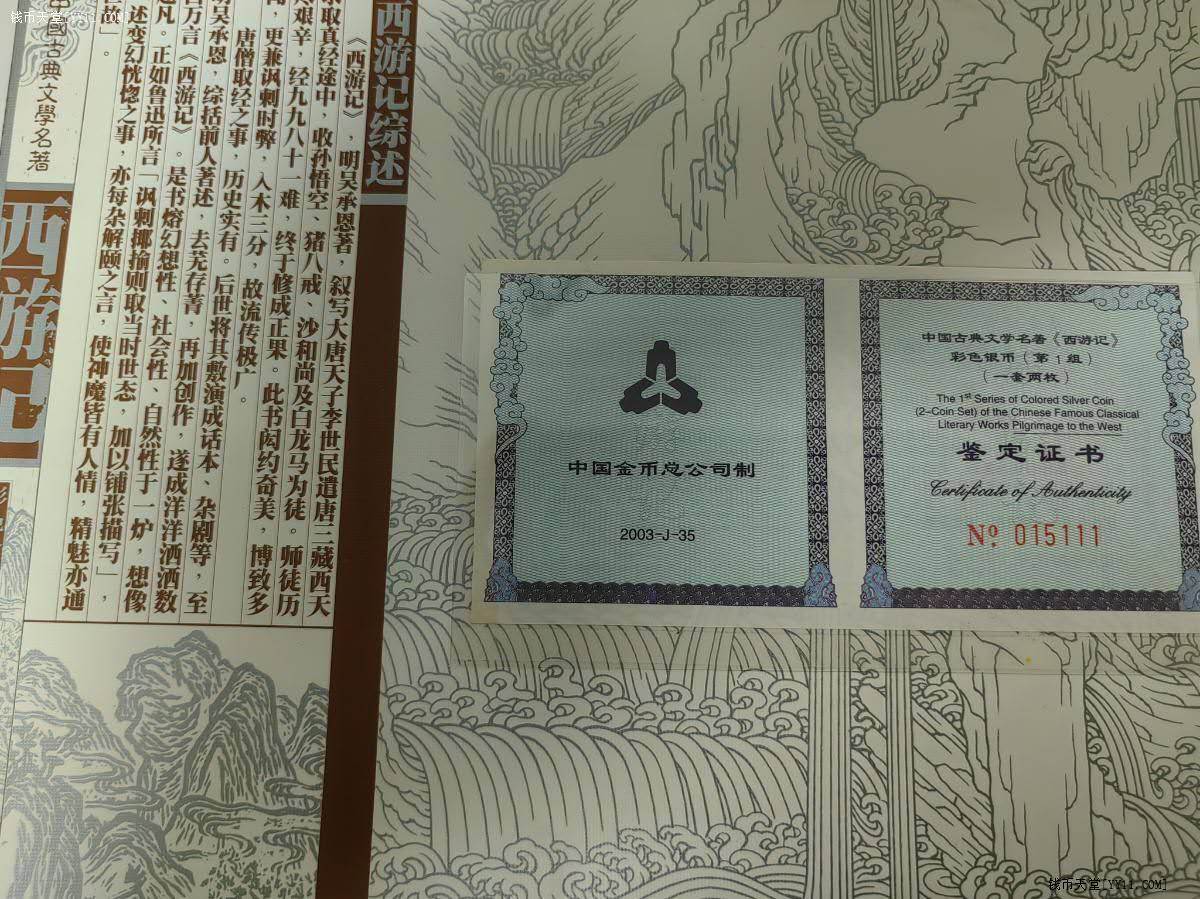 钱币天堂(YY11.COM)
中國古典文學名著
西游记
西游记综述
《西游记》，明吴承恩著，叙写大唐天子李世民遣唐三藏西天
求取真经途中，收孙悟空、猪八戒、沙和尚及白龙马为徒。师徒历
艰辛，经九九八十一难，终于修成正果。此书闳约奇美，博致多
，更兼讽刺时弊，入木三分，故流传极广。
唐僧取经之事，历史实有。后世将其敷演成话本、杂剧等，至
明吴承恩，综括前人著述，去芜存菁，再加创作，遂成洋洋洒洒数
百万言《西游记》。是书熔幻想性、社会性、自然性于一炉，想像
凡。正如鲁迅所言「讽刺揶揄则取当时世态，加以铺张描写」，
述变幻恍惚之事，亦每杂解颐之言，使神魔皆有人情，精魅亦通
故」。
中国金币总公司制
2003-J-35
中国古典文学名著《西游记》
彩色银币（第1组）
（一套两枚）
The 1st Series of Colored Silver Coin
(2-Coin Set) of the Chinese Famous Classical
Literary Works Pilgrimage to the West
鉴定证书
Certificate of Authenticity
Nº 015111
钱币天堂[YY11.COM]